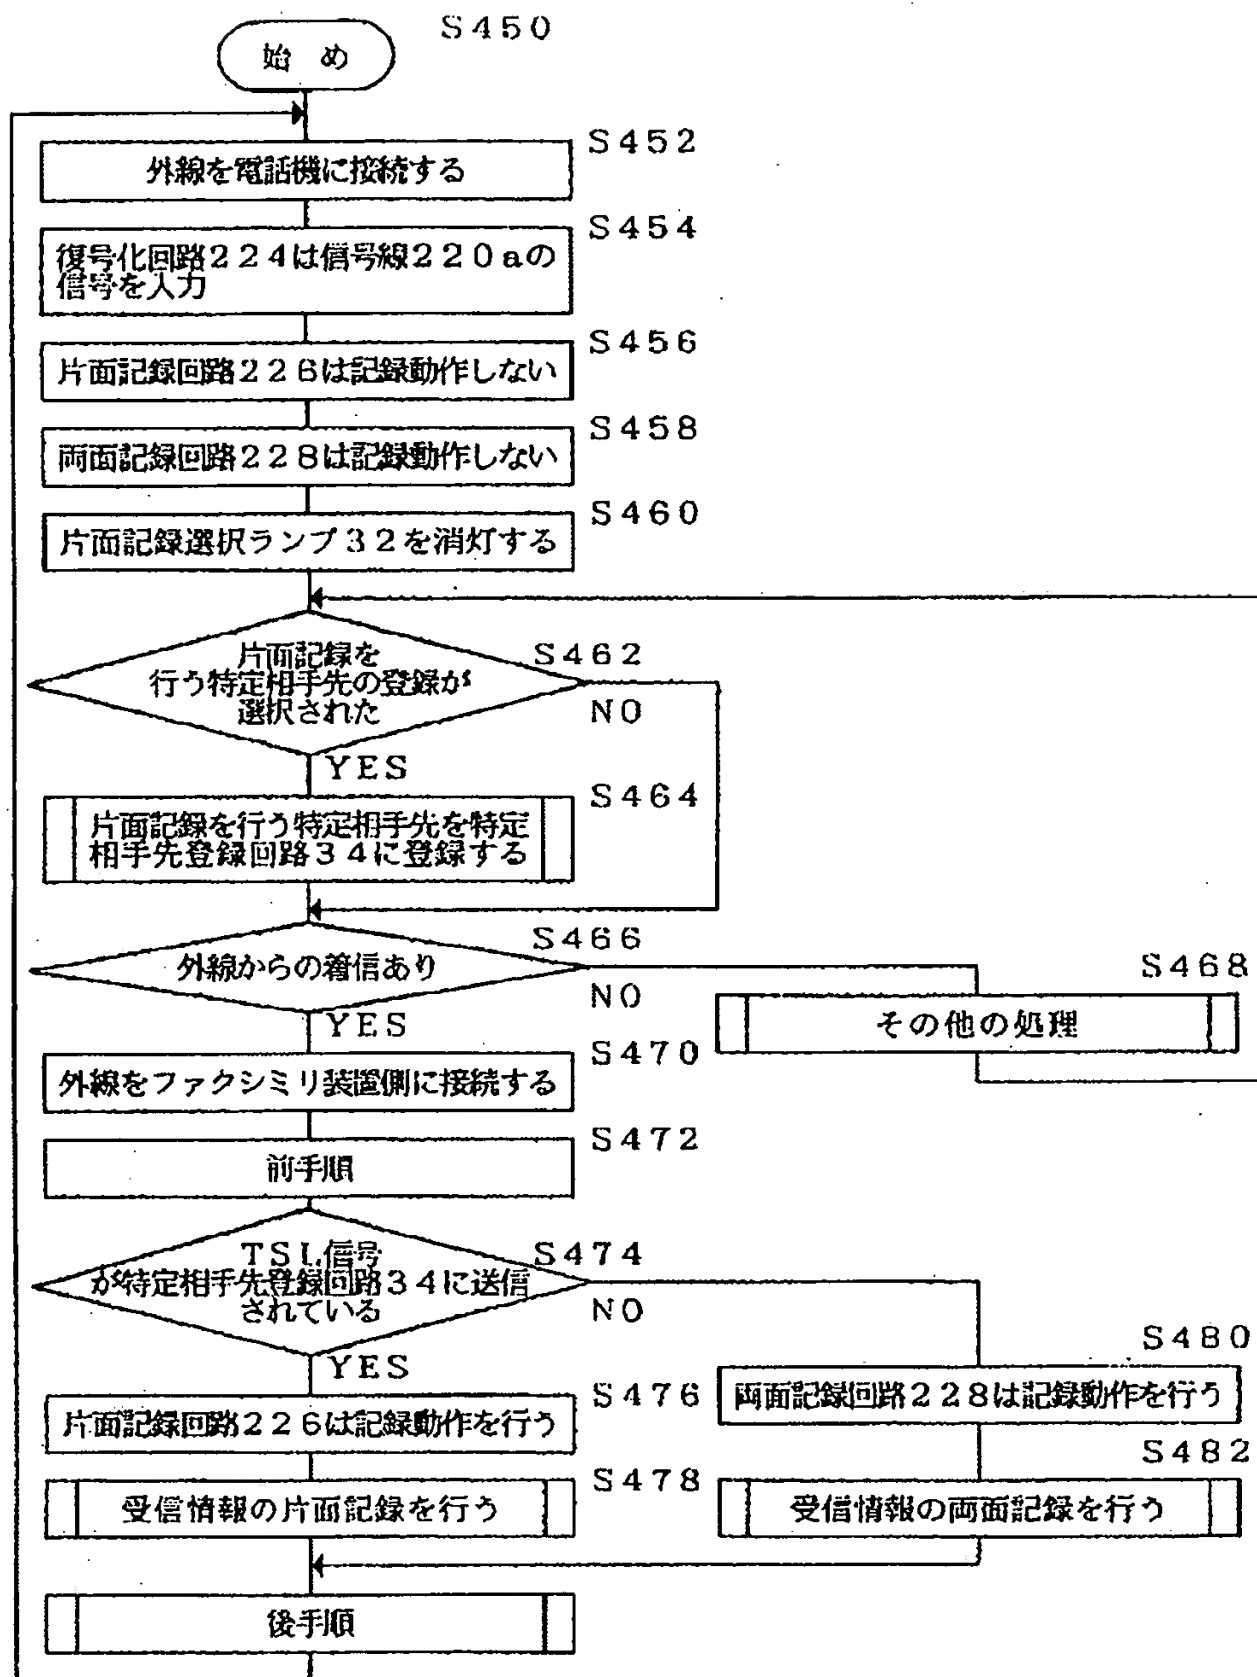 S450
始め
S452
外線を電話機に接続する
S454
復号化回路224は信号線220aの
信号を入力
S456
片面記録回路226は記録動作しない
S458
両面記録回路228は記録動作しない
S460
片面記録選択ランプ32を消灯する
片面記録を
行う特定相手先の登録が
選択された
S462
NO
YES
S464
片面記録を行う特定相手先を特定
相手先登録回路34に登録する
S466
外線からの着信あり
NO
YES
S468
その他の処理
S470
外線をファクシミリ装置側に接続する
S472
前手順
TSI信号
が特定相手先登録回路34に送信
されている
S474
NO
YES
S476
片面記録回路226は記録動作を行う
S480
両面記録回路228は記録動作を行う
S478
受信情報の片面記録を行う
S482
受信情報の両面記録を行う
後手順